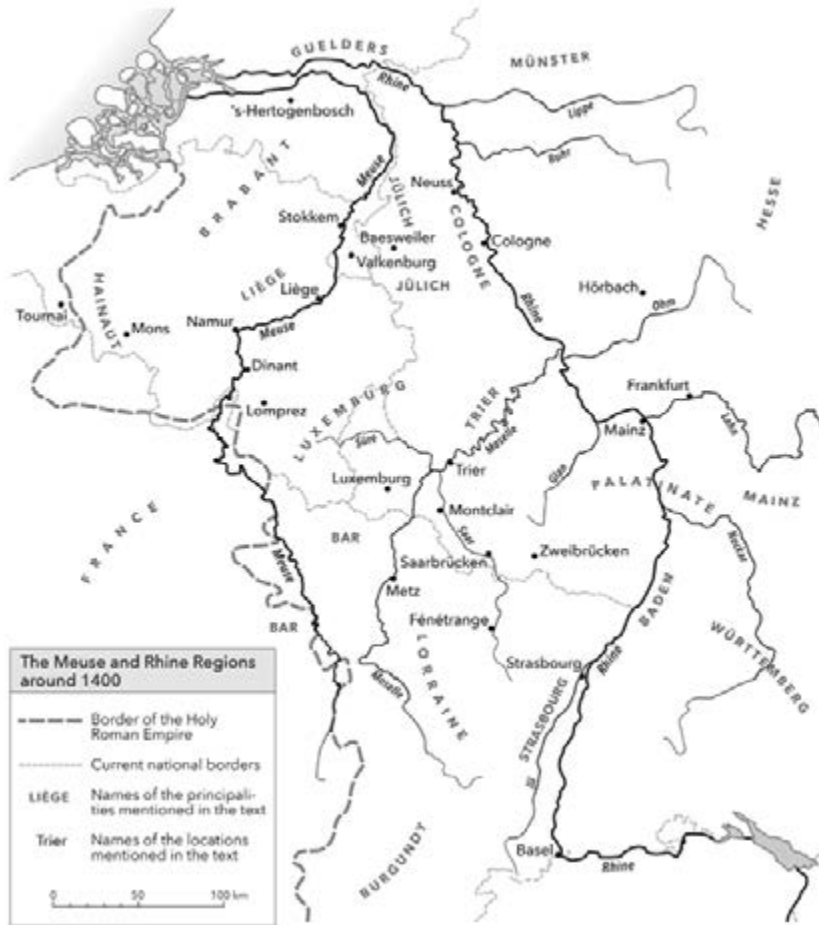 GUELDERS
MÜNSTER
Rhine
Lippe
's-Hertogenbosch
Rohr
BRABANT
Meuse
JÜLICH
Neuss
HESSE
Stokkem
COLOGNE
Baesweiler
Cologne
Valkenburg
HAINAUT
LIÈGE
JÜLICH
Hörbach
Liège
Rhine
Ohm
Tournai
Mons
Namur
Meuse
Dinant
TRIER
Frankfurt
Lomprez
LUXEMBURG
Moselle
Mainz
Lahn
Süre
Trier
Glan
Luxemburg
PALATINATE
MAINZ
Montclair
FRANCE
BAR
Saar
Neckar
Meuse
Saarbrücken
Zweibrücken
Metz
BADEN
BAR
Fénétrange
LORRAINE
WÜRTTEMBERG
Strasbourg
Rhine
Moselle
STRASBOURG
Ill
BURGUNDT
Basel
Rhine
The Meuse and Rhine Regions
around 1400
Border of the Holy
Roman Empire
Current national borders
LIÈGE
Names of the principali-
ties mentioned in the text
Trier
Names of the locations
mentioned in the text
0 50 100 km